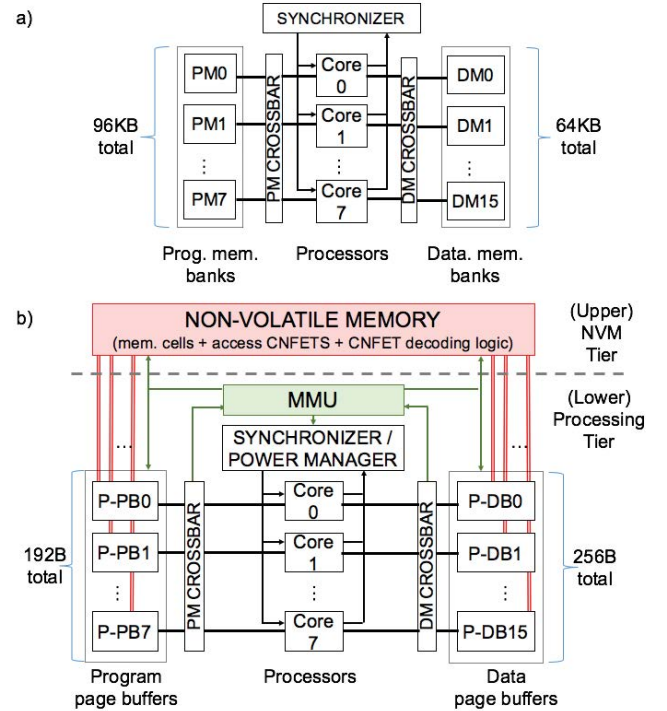 a)
SYNCHRONIZER
PM0
PM1
⋮
PM7
96KB
total
PM CROSSBAR
Core
0
Core
1
⋮
Core
7
DM CROSSBAR
DM0
DM1
⋮
DM15
64KB
total
Prog. mem.
banks
Processors
Data. mem.
banks
b)
NON-VOLATILE MEMORY
(mem. cells + access CNFETS + CNFET decoding logic)
(Upper)
NVM
Tier
(Lower)
Processing
Tier
MMU
SYNCHRONIZER /
POWER MANAGER
...
...
P-PB0
P-PB1
⋮
P-PB7
192B
total
PM CROSSBAR
Core
0
Core
1
⋮
Core
7
DM CROSSBAR
P-DB0
P-DB1
⋮
P-DB15
256B
total
Program
page buffers
Processors
Data
page buffers